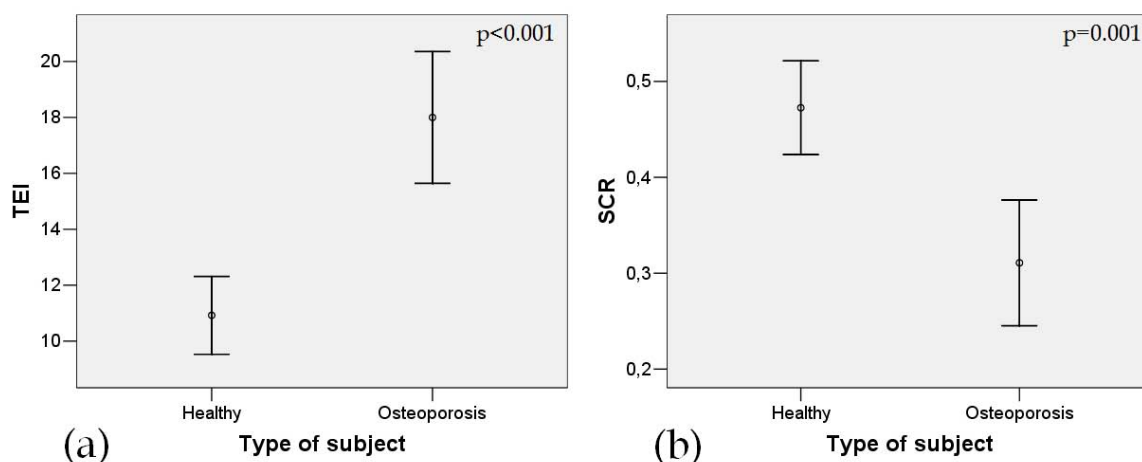 p<0.001
20
18
16
14
12
10
TEI
Healthy
Osteoporosis
Type of subject
(a)
p=0.001
0,5
0,4
0,3
0,2
SCR
Healthy
Osteoporosis
Type of subject
(b)